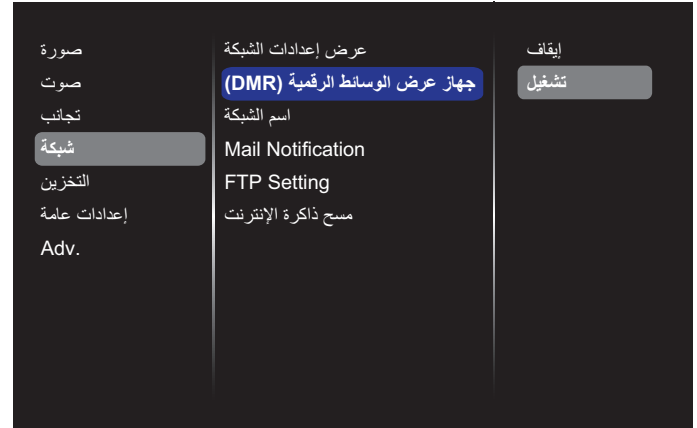 صورة
صوت
تجانب
شبكة
التخزين
إعدادات عامة
Adv.
عرض إعدادات الشبكة
جهاز عرض الوسائط الرقمية (DMR)
اسم الشبكة
Mail Notification
FTP Setting
مسح ذاكرة الإنترنت
إيقاف
تشغيل